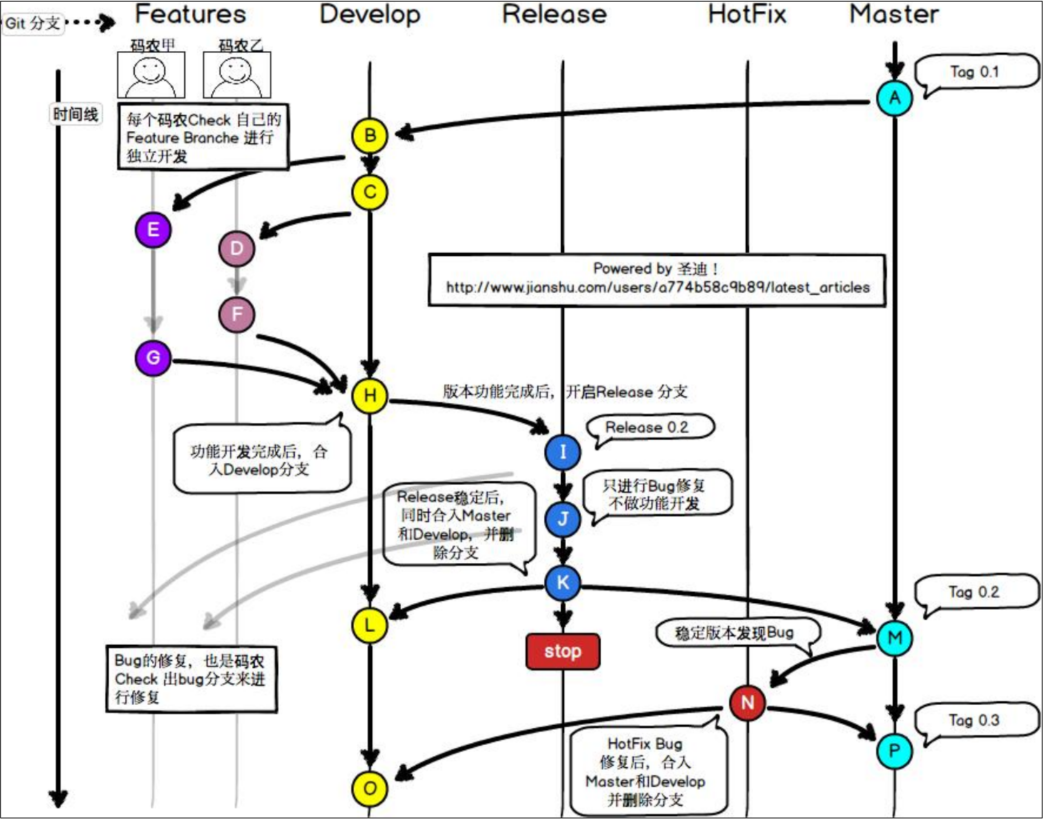 Git 分支
Features
Develop
Release
HotFix
Master
码农甲
码农乙
时间线
每个码农Check 自己的
Feature Branche 进行
独立开发
Tag 0.1
A
B
C
E
D
Powered by 圣迪！
http://www.jianshu.com/users/a774b58c9b89/latest_articles
F
G
H
版本功能完成后，开启Release 分支
Release 0.2
功能开发完成后，合
入Develop分支
I
只进行Bug修复
不做功能开发
Release稳定后，
同时合入Master
和Develop，并删
除分支
J
K
Tag 0.2
L
stop
稳定版本发现Bug
M
Bug的修复，也是码农
Check 出bug分支来进
行修复
N
Tag 0.3
HotFix Bug
修复后，合入
Master和Develop
并删除分支
P
O